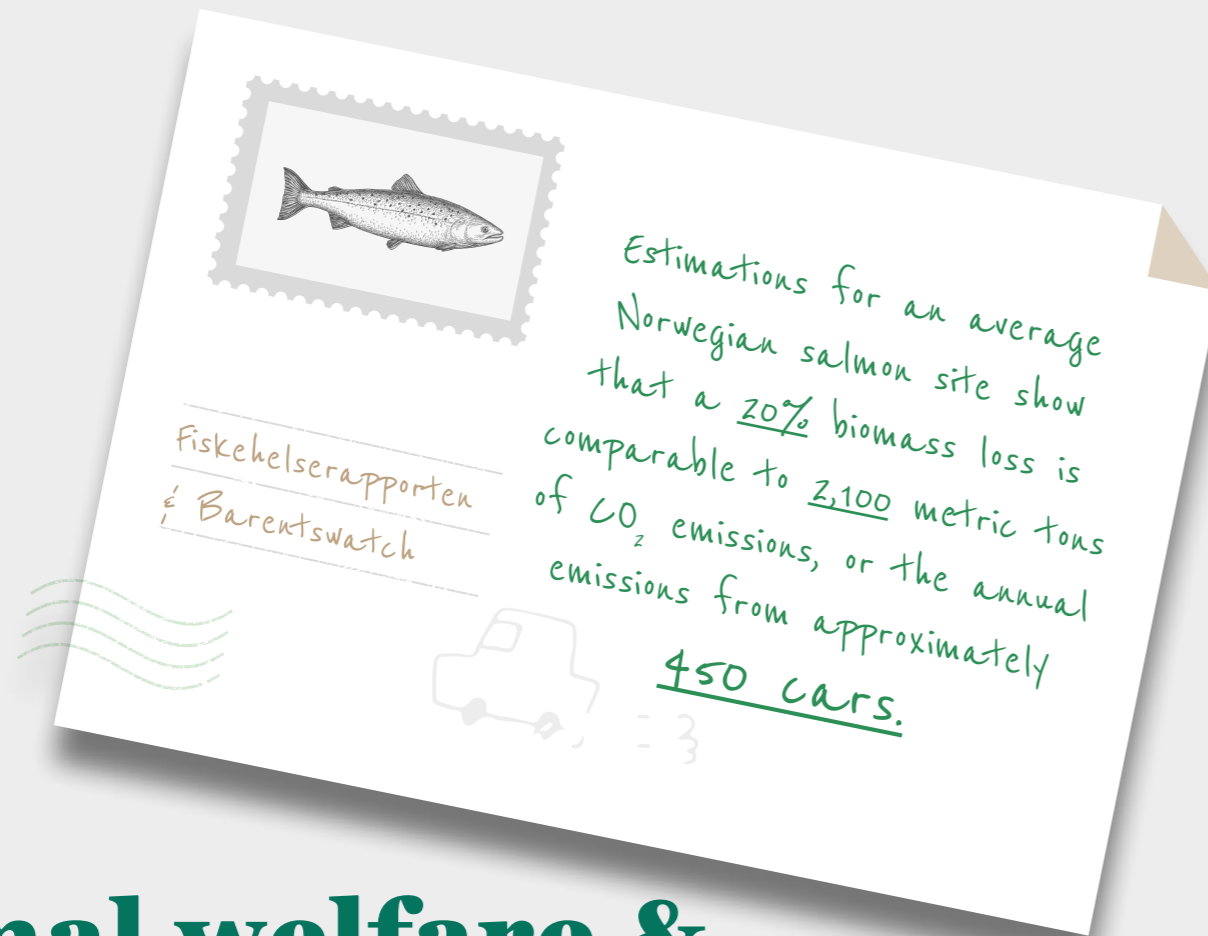 Estimations for an average
Norwegian salmon site show
that a 20% biomass loss is
comparable to 2,100 metric tons
of CO₂ emissions, or the annual
emissions from approximately
450 cars.
Fiskehelserapporten
& Barentswatch
welfare &